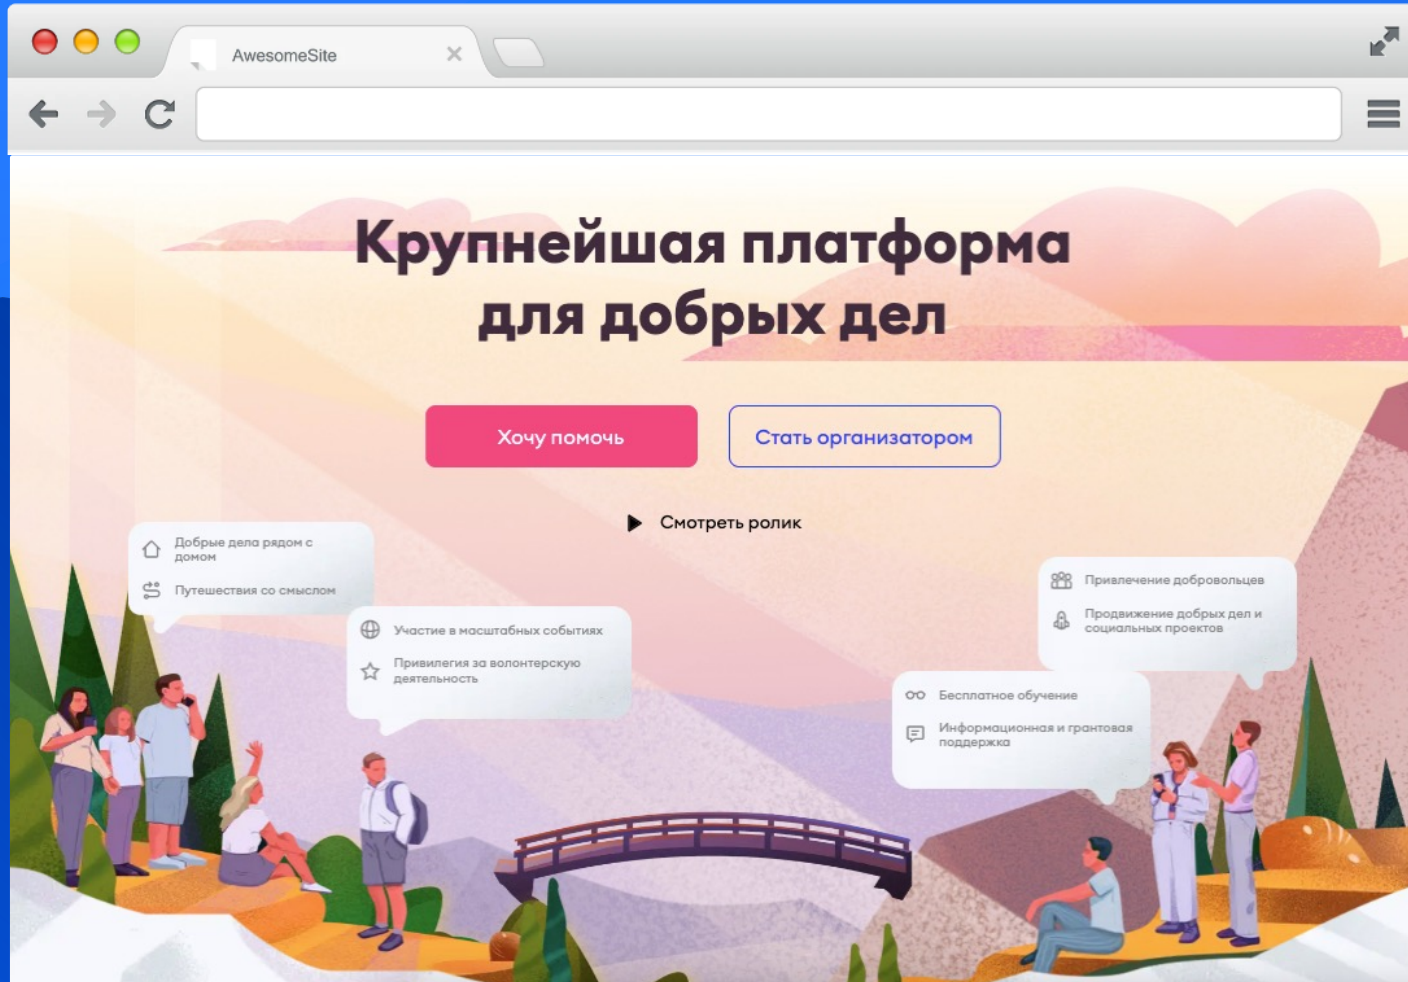 AwesomeSite
Крупнейшая платформа
для добрых дел
Хочу помочь
Стать организатором
Смотреть ролик
Добрые дела рядом с
домом
Путешествия со смыслом
Участие в масштабных событиях
Привилегия за волонтерскую
деятельность
Привлечение добровольцев
Продвижение добрых дел и
социальных проектов
Бесплатное обучение
Информационная и грантовая
поддержка